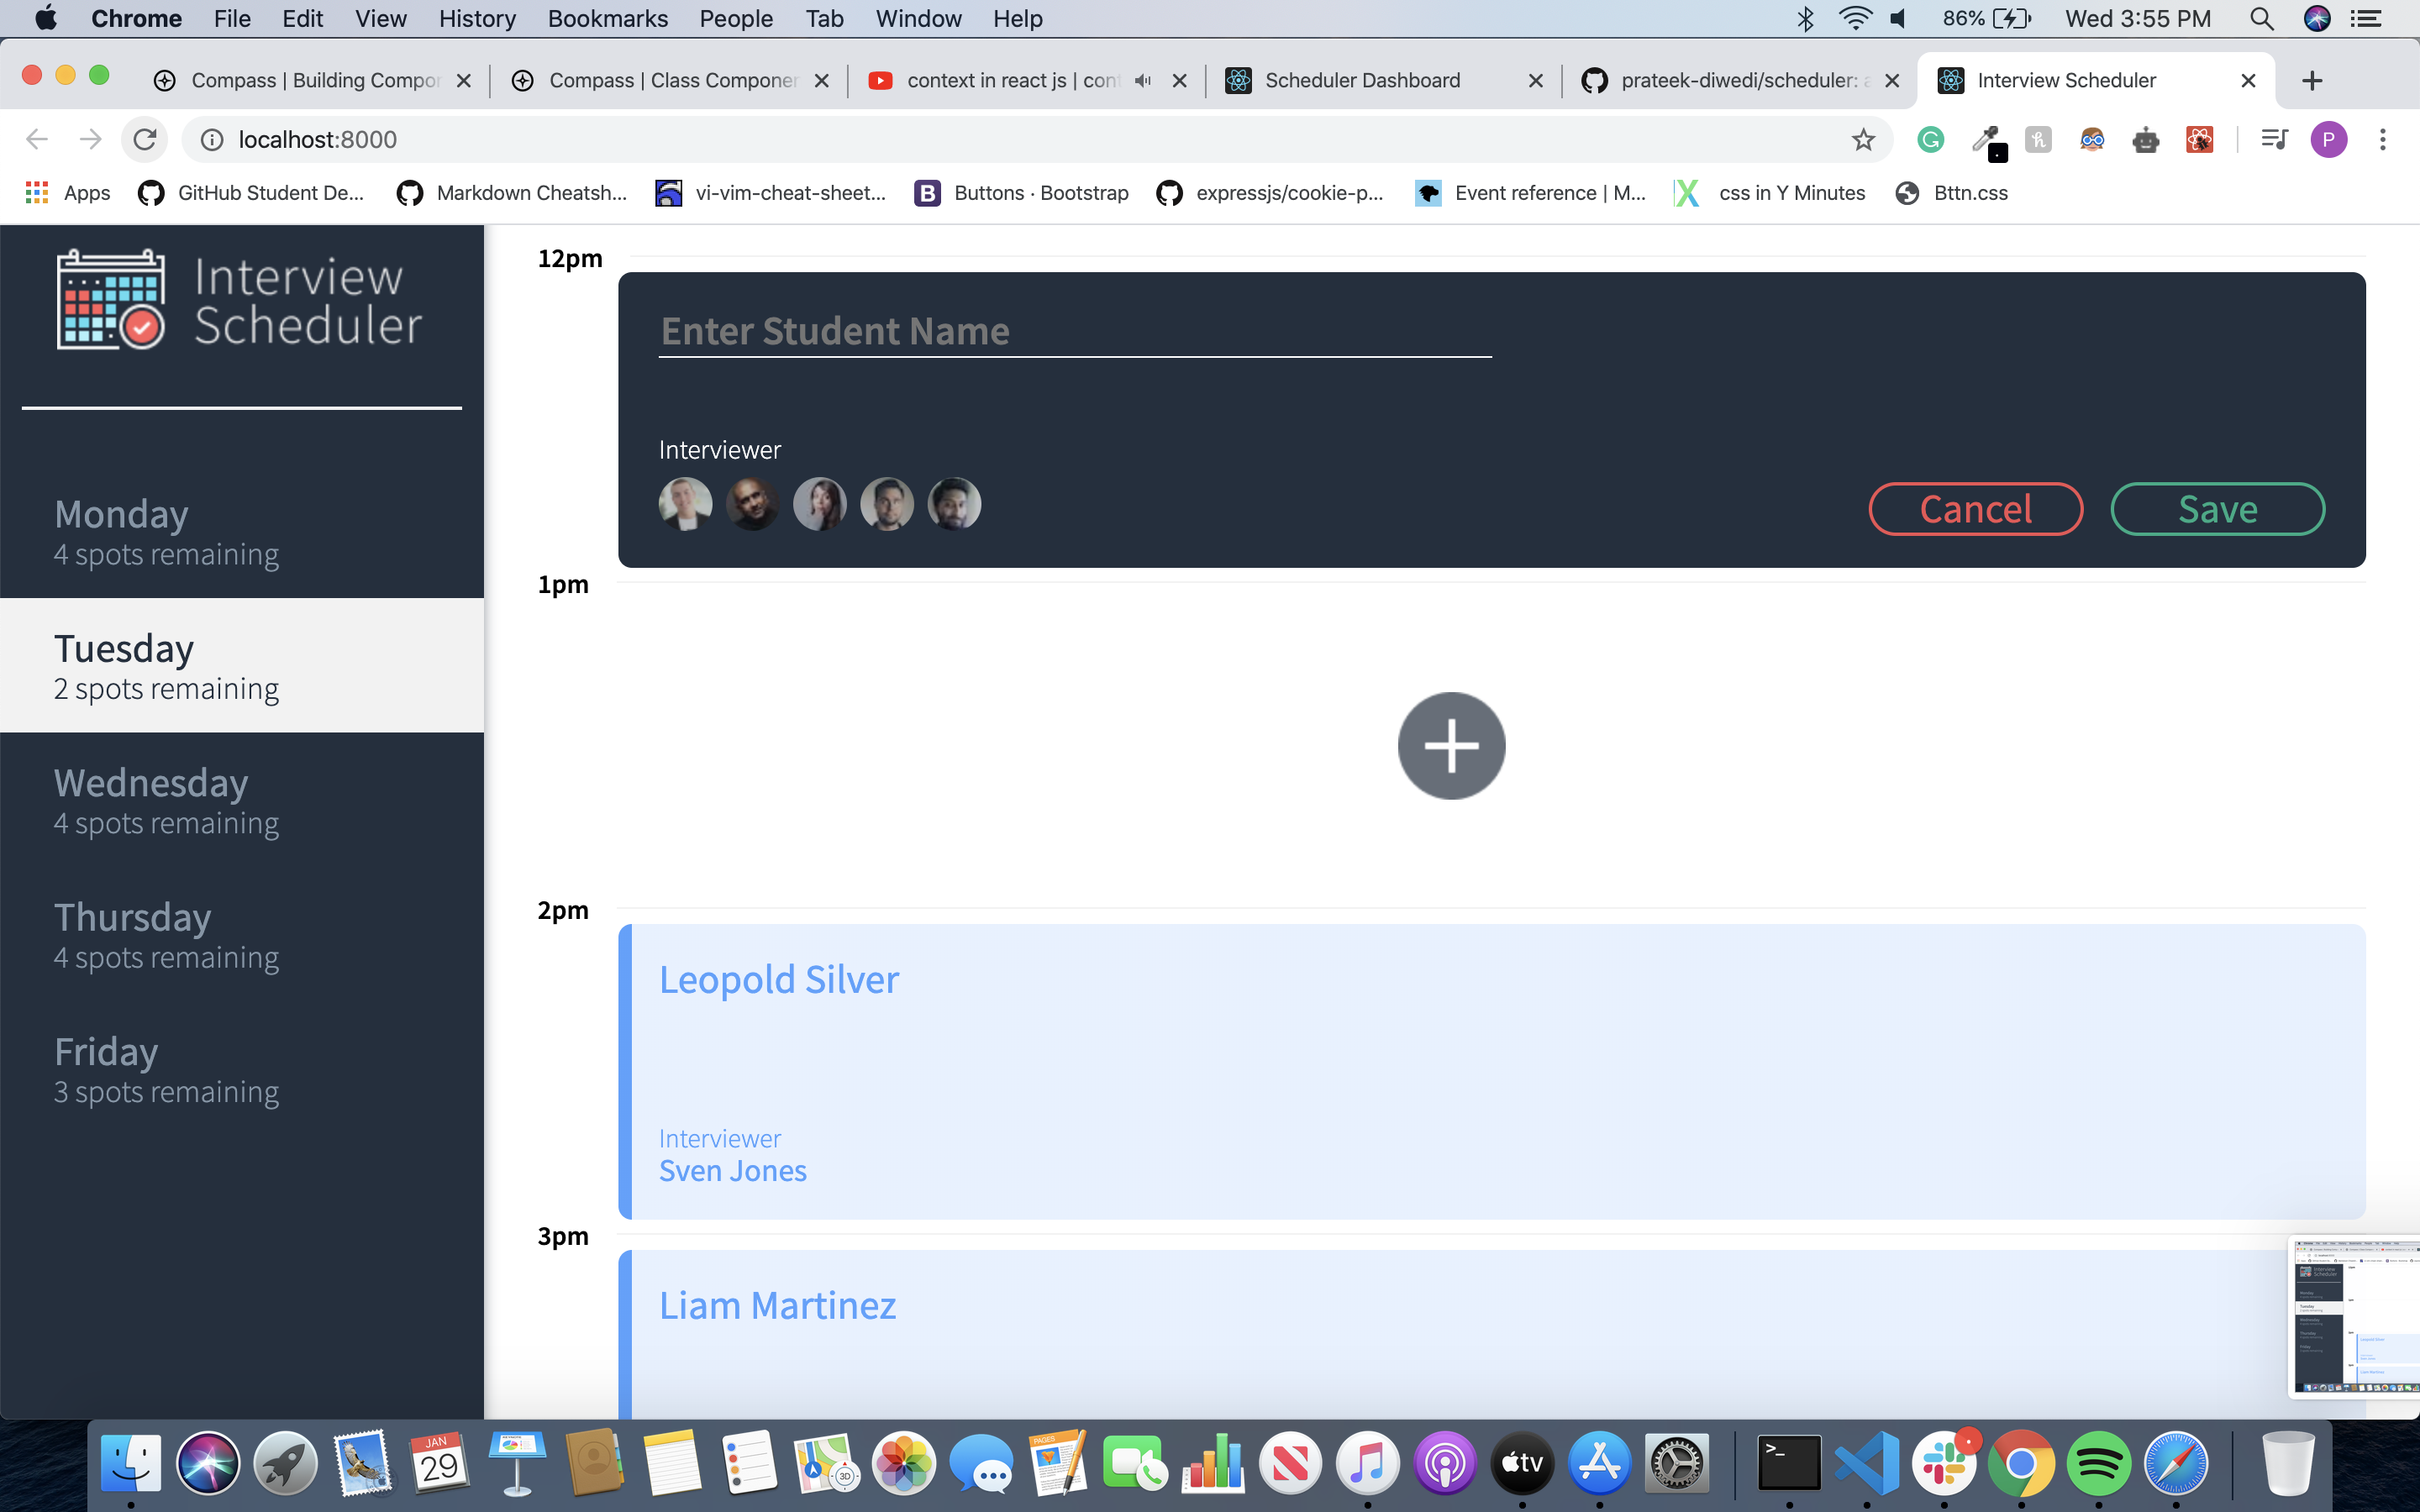 Chrome File Edit View History Bookmarks People Tab Window Help 86% Wed 3:55 PM
Compass | Building Compor Compass | Class Componer context in react js | con Scheduler Dashboard prateek-diwedi/scheduler: a Interview Scheduler
localhost:8000 P
Apps GitHub Student De... Markdown Cheatsh... vi-vim-cheat-sheet... B Buttons · Bootstrap expressjs/cookie-p... Event reference | M... css in Y Minutes Bttn.css
Interview
Scheduler
Monday
4 spots remaining
Tuesday
2 spots remaining
Wednesday
4 spots remaining
Thursday
4 spots remaining
Friday
3 spots remaining
12pm
Enter Student Name
Interviewer
Cancel Save
1pm
2pm
Leopold Silver
Interviewer
Sven Jones
3pm
Liam Martinez
JAN
29
PAGES
3D
tv
>_